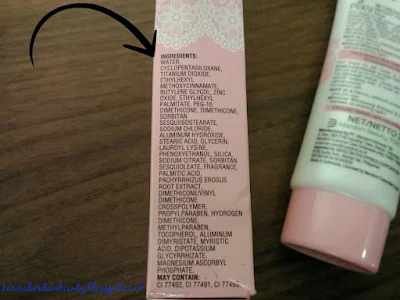 INGREDIENTS:
WATER,
CYCLOPENTASILOXANE,
TITANIUM DIOXIDE,
ETHYLHEXYL
METHOXYCINNAMATE,
BUTYLENE GLYCOL, ZINC
OXIDE, ETHYLHEXYL
PALMITATE, PEG-10
DIMETHICONE, DIMETHICONE,
SORBITAN
SESQUIISOSTEARATE,
SODIUM CHLORIDE
ALUMINUM HYDROXIDE,
STEARIC ACID, GLYCERIN,
LAUROYL LYSINE,
PHENOXYETHANOL, SILICA,
SODIUM CITRATE, SORBITAN
SESQUIOLEATE, FRAGRANCE,
PALMITIC ACID,
PACHYRRHIZUS EROSUS
ROOT EXTRACT,
DIMETHICONE/VINYL
DIMETHICONE
CROSSPOLYMER,
PROPYLPARABEN, HYDROGEN
DIMETHICONE,
METHYLPARABEN,
TOCOPHEROL, ALUMINUM
DIMYRISTATE, MYRISTIC
ACID, DIPOTASSIUM
GLYCYRRHIZATE,
MAGNESIUM ASCORBYL
PHOSPHATE.
MAY CONTAIN:
CI 77492, CI 77491, CI 77499
NET/NETTO